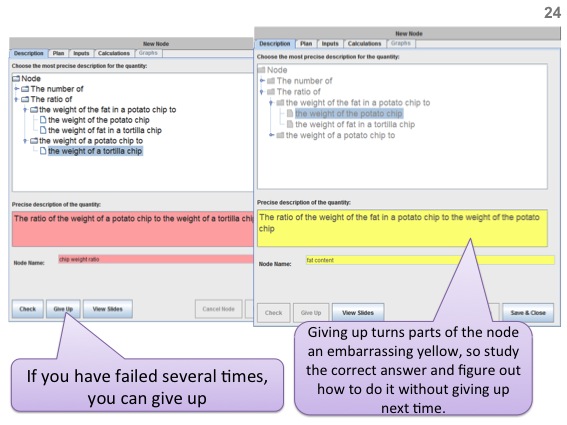 24
New Node
Description Plan Inputs Calculations Graphs
Choose the most precise description for the quantity:
Node
The number of
The ratio of
the weight of the fat in a potato chip to
the weight of the potato chip
the weight of fat in a tortilla chip
the weight of a potato chip to
the weight of a tortilla chip
Precise description of the quantity:
The ratio of the weight of a potato chip to the weight of a tortilla chip
Node Name: chip weight ratio
Check Give Up View Slides Cancel Node
New Node
Description Plan Inputs Calculations Graphs
Choose the most precise description for the quantity:
Node
The number of
The ratio of
the weight of the fat in a potato chip to
the weight of the potato chip
the weight of fat in a tortilla chip
the weight of a potato chip to
Precise description of the quantity:
The ratio of the weight of the fat in a potato chip to the weight of the potato
chip
Node Name: fat content
Check Give Up View Slides Save & Close
If you have failed several times,
you can give up
Giving up turns parts of the node
an embarrassing yellow, so study
the correct answer and figure out
how to do it without giving up
next time.